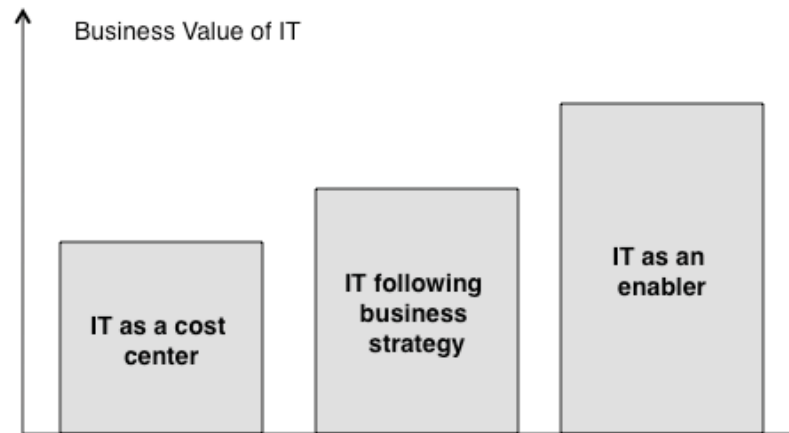 Business Value of IT
IT as a cost
center
IT following
business
strategy
IT as an
enabler